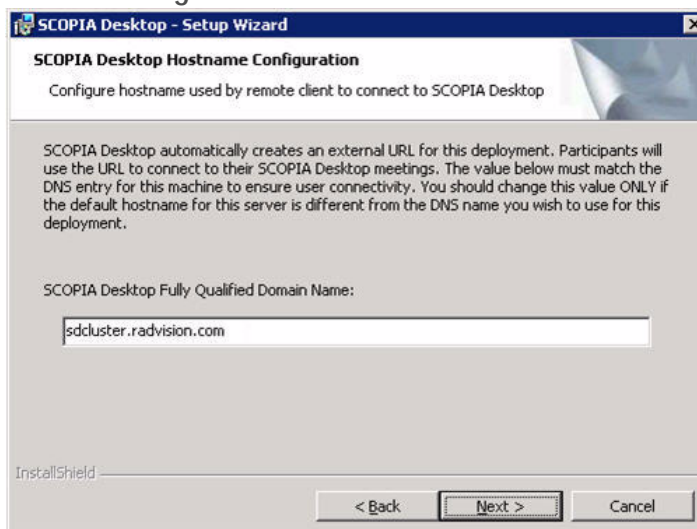 SCOPIA Desktop - Setup Wizard
SCOPIA Desktop Hostname Configuration
Configure hostname used by remote client to connect to SCOPIA Desktop
SCOPIA Desktop automatically creates an external URL for this deployment. Participants will
use the URL to connect to their SCOPIA Desktop meetings. The value below must match the
DNS entry for this machine to ensure user connectivity. You should change this value ONLY if
the default hostname for this server is different from the DNS name you wish to use for this
deployment.
SCOPIA Desktop Fully Qualified Domain Name:
sdcluster.radvision.com
InstallShield
< Back Next > Cancel